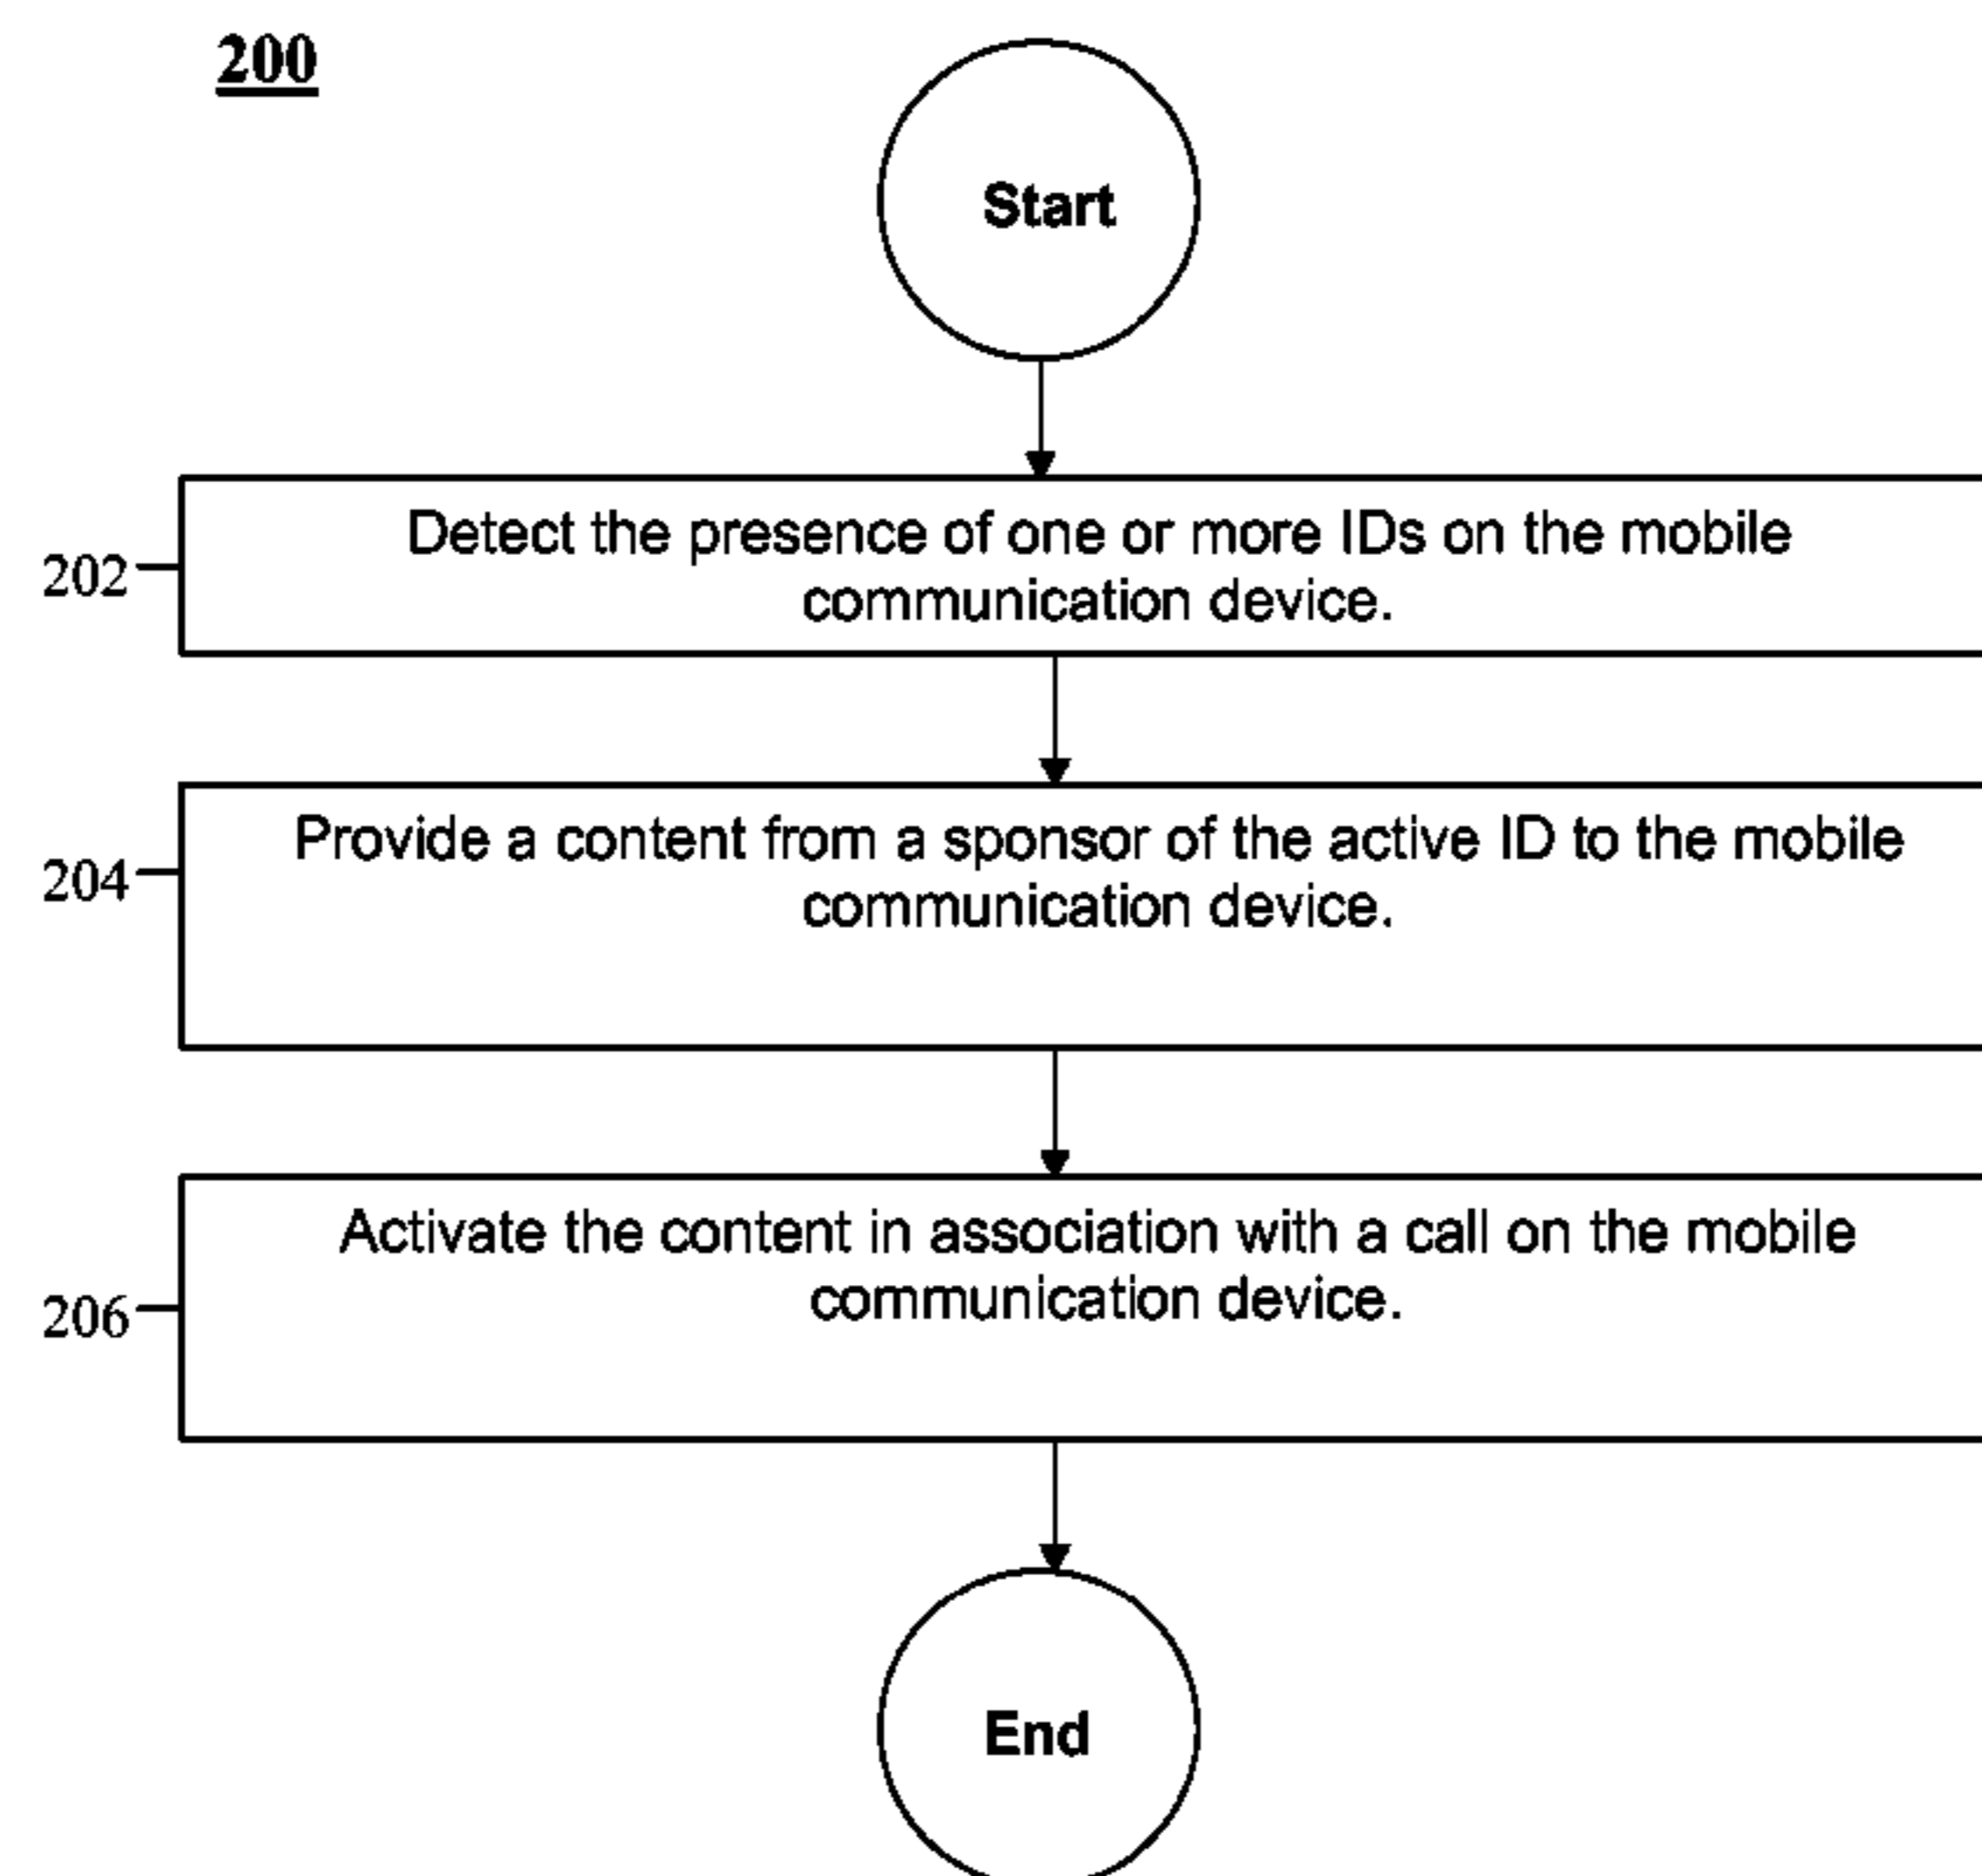 200
Start
202
Detect the presence of one or more IDs on the mobile
communication device.
204
Provide a content from a sponsor of the active ID to the mobile
communication device.
206
Activate the content in association with a call on the mobile
communication device.
End